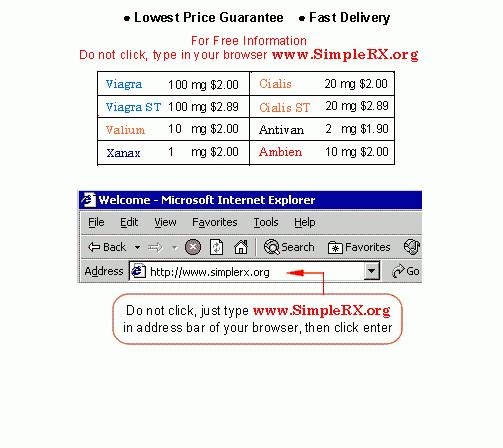 • Lowest Price Guarantee • Fast Delivery
For Free Information
Do not click, type in your browser www.SimpleRX.org
Viagra 100 mg $2.00 Cialis 20 mg $2.00
Viagra ST 100 mg $2.89 Cialis ST 20 mg $2.89
Valium 10 mg $2.00 Antivan 2 mg $1.90
Xanax 1 mg $2.00 Ambien 10 mg $2.00
Welcome - Microsoft Internet Explorer
File Edit View Favorites Tools Help
Back Search Favorites
Address http://www.simplerx.org Go
Do not click, just type www.SimpleRX.org
in address bar of your browser, then click enter